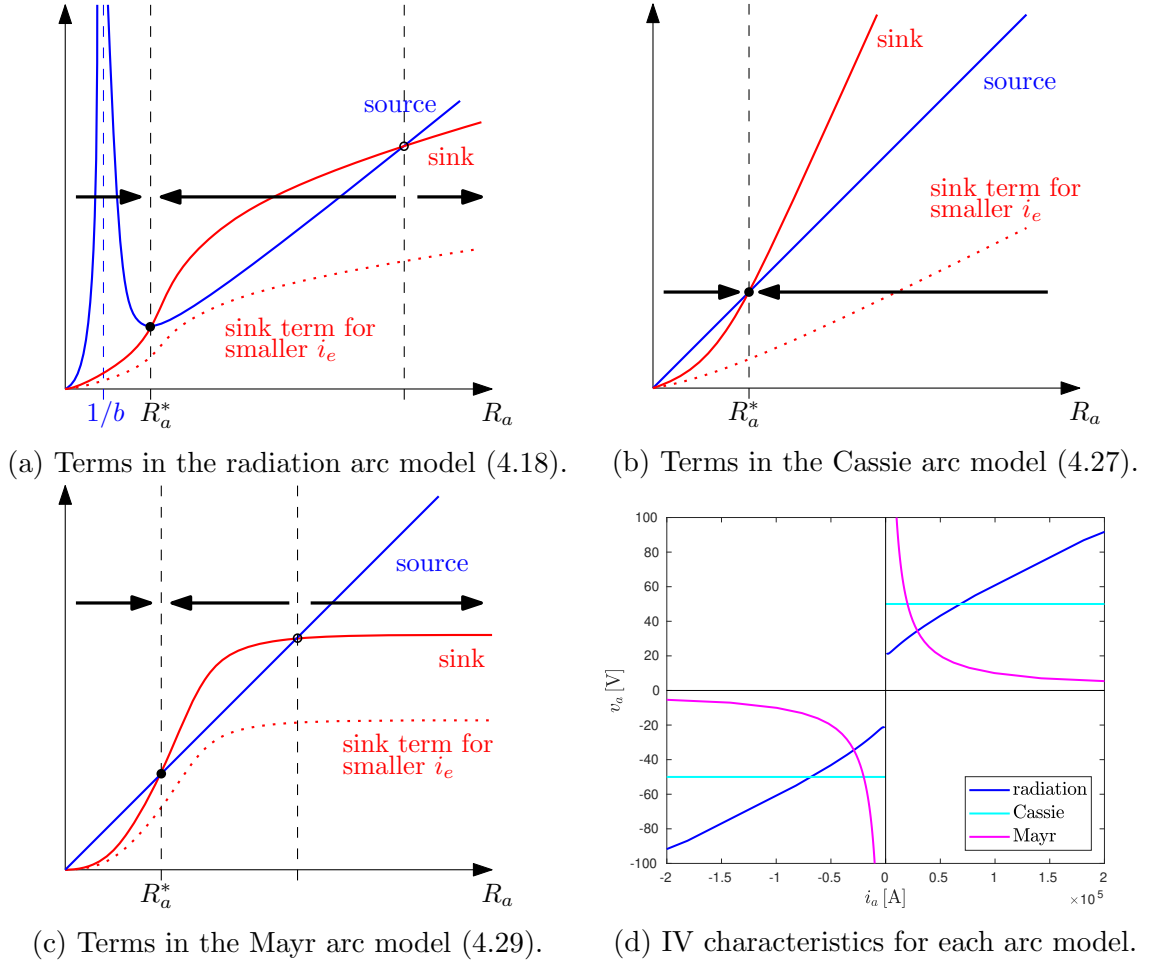 source
sink
sink term for
smaller i_e
1/b
R_a^*
R_a
(a) Terms in the radiation arc model (4.18).
sink
source
sink term for
smaller i_e
R_a^*
R_a
(b) Terms in the Cassie arc model (4.27).
source
sink
sink term for
smaller i_e
R_a^*
R_a
(c) Terms in the Mayr arc model (4.29).
100
80
60
40
20
0
-20
-40
-60
-80
-100
v_a [V]
radiation
Cassie
Mayr
-2 -1.5 -1 -0.5 0 0.5 1 1.5 2
i_a [A]
×10^5
(d) IV characteristics for each arc model.